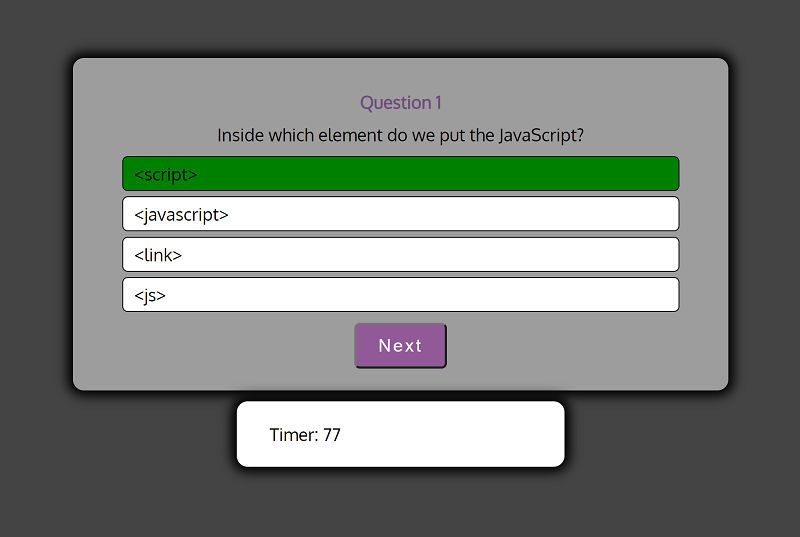 Question 1
Inside which element do we put the JavaScript?
<script>
<javascript>
<link>
<js>
Next
Timer: 77